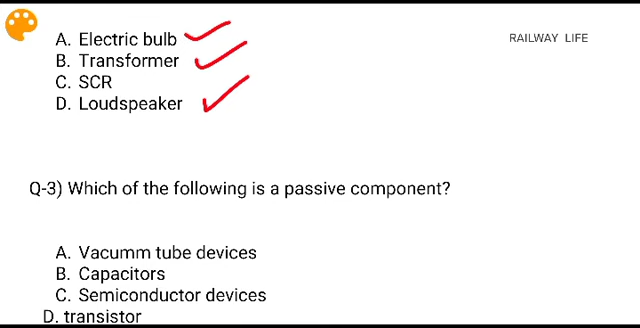 A. Electric bulb
RAILWAY LIFE
B. Transformer
C. SCR
D. Loudspeaker
Q-3) Which of the following is a passive component?
A. Vacumm tube devices
B. Capacitors
C. Semiconductor devices
D. transistor